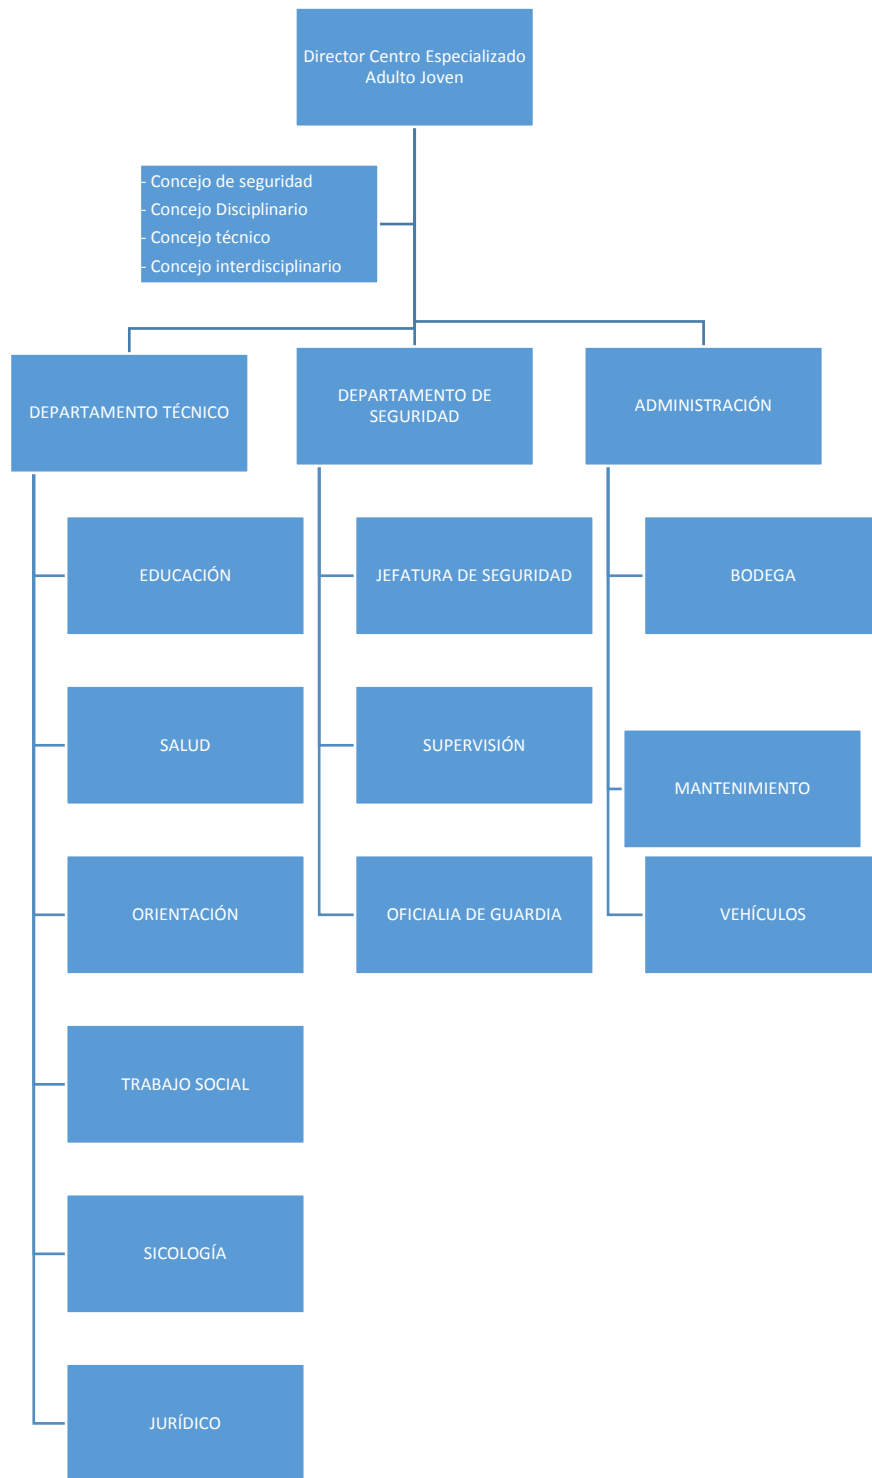 Director Centro Especializado
Adulto Joven
- Concejo de seguridad
- Concejo Disciplinario
- Concejo técnico
- Concejo interdisciplinario
DEPARTAMENTO TÉCNICO
DEPARTAMENTO DE
SEGURIDAD
ADMINISTRACIÓN
EDUCACIÓN
JEFATURA DE SEGURIDAD
BODEGA
SALUD
SUPERVISIÓN
MANTENIMIENTO
ORIENTACIÓN
OFICIALIA DE GUARDIA
VEHÍCULOS
TRABAJO SOCIAL
SICOLOGÍA
JURÍDICO